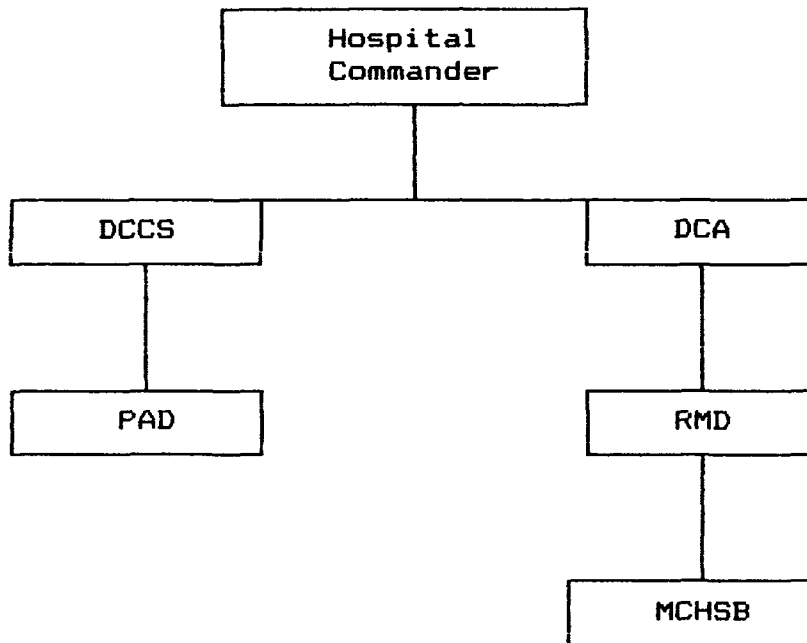 Hospital
Commander
DCCS
DCA
PAD
RMD
MCHSB